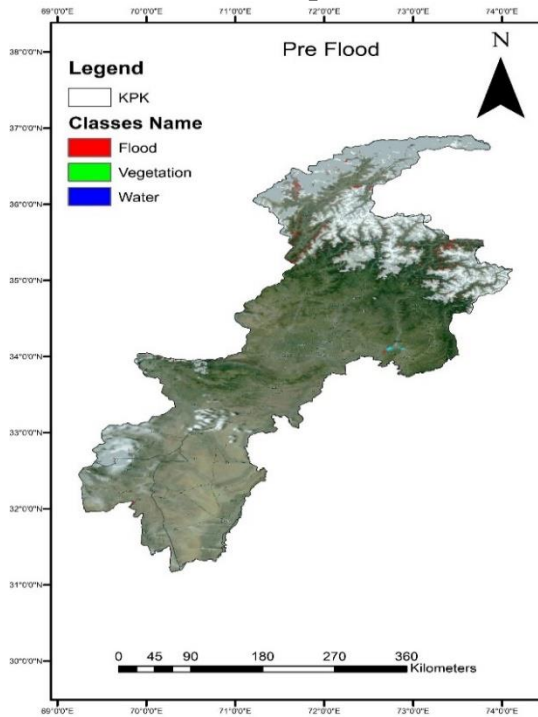 69°0'0"E 70°0'0"E 71°0'0"E 72°0'0"E 73°0'0"E 74°0'0"E
Pre Flood
N
Legend
KPK
Classes Name
Flood
Vegetation
Water
38°0'0"N
37°0'0"N
36°0'0"N
35°0'0"N
34°0'0"N
33°0'0"N
32°0'0"N
31°0'0"N
30°0'0"N
0 45 90 180 270 360
Kilometers
69°0'0"E 70°0'0"E 71°0'0"E 72°0'0"E 73°0'0"E 74°0'0"E